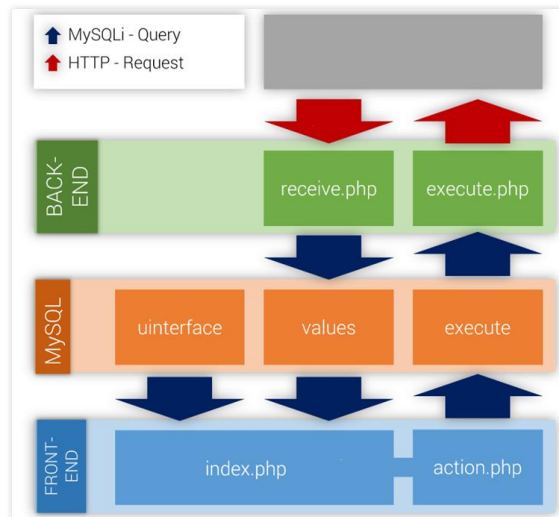 MySQLi - Query
HTTP - Request
BACK-
END
receive.php execute.php
MySQL
uinterface values execute
FRONT-
END
index.php action.php